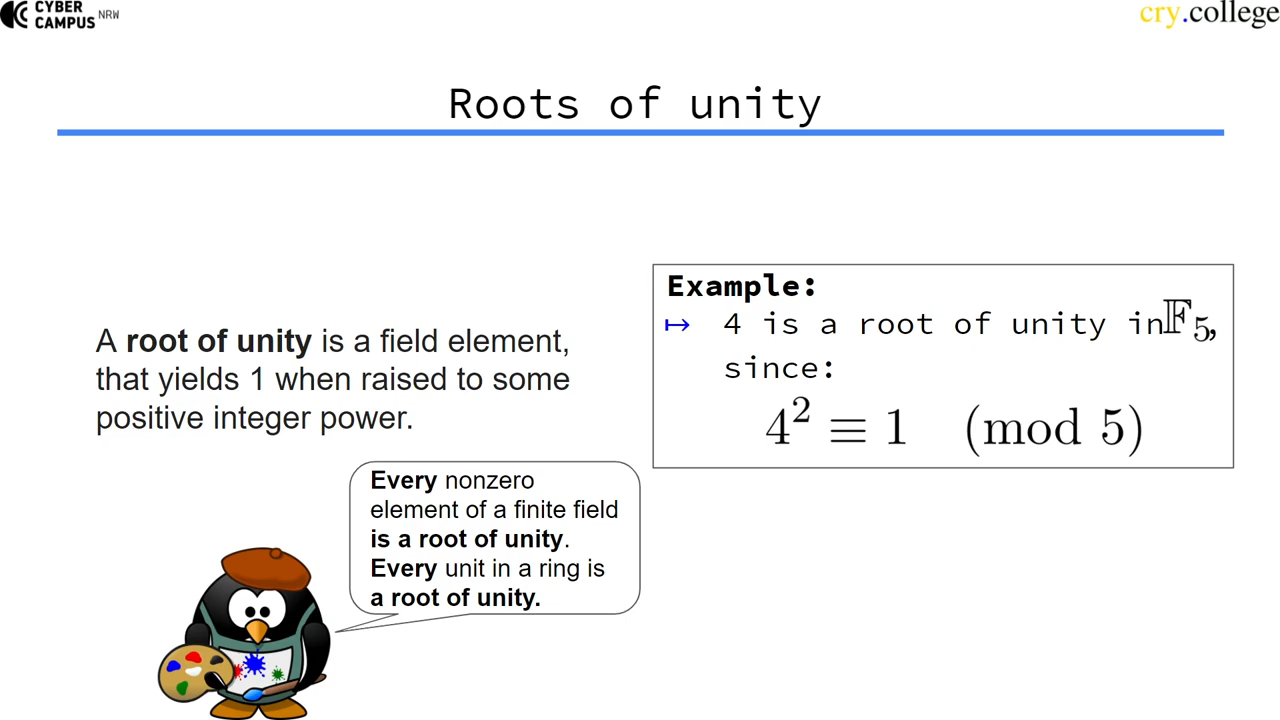 CYBER
CAMPUS NRW
cry.college
Roots of unity
A root of unity is a field element,
that yields 1 when raised to some
positive integer power.
Example:
↦ 4 is a root of unity in 𝔽₅,
since:
4² ≡ 1 (mod 5)
Every nonzero
element of a finite field
is a root of unity.
Every unit in a ring is
a root of unity.